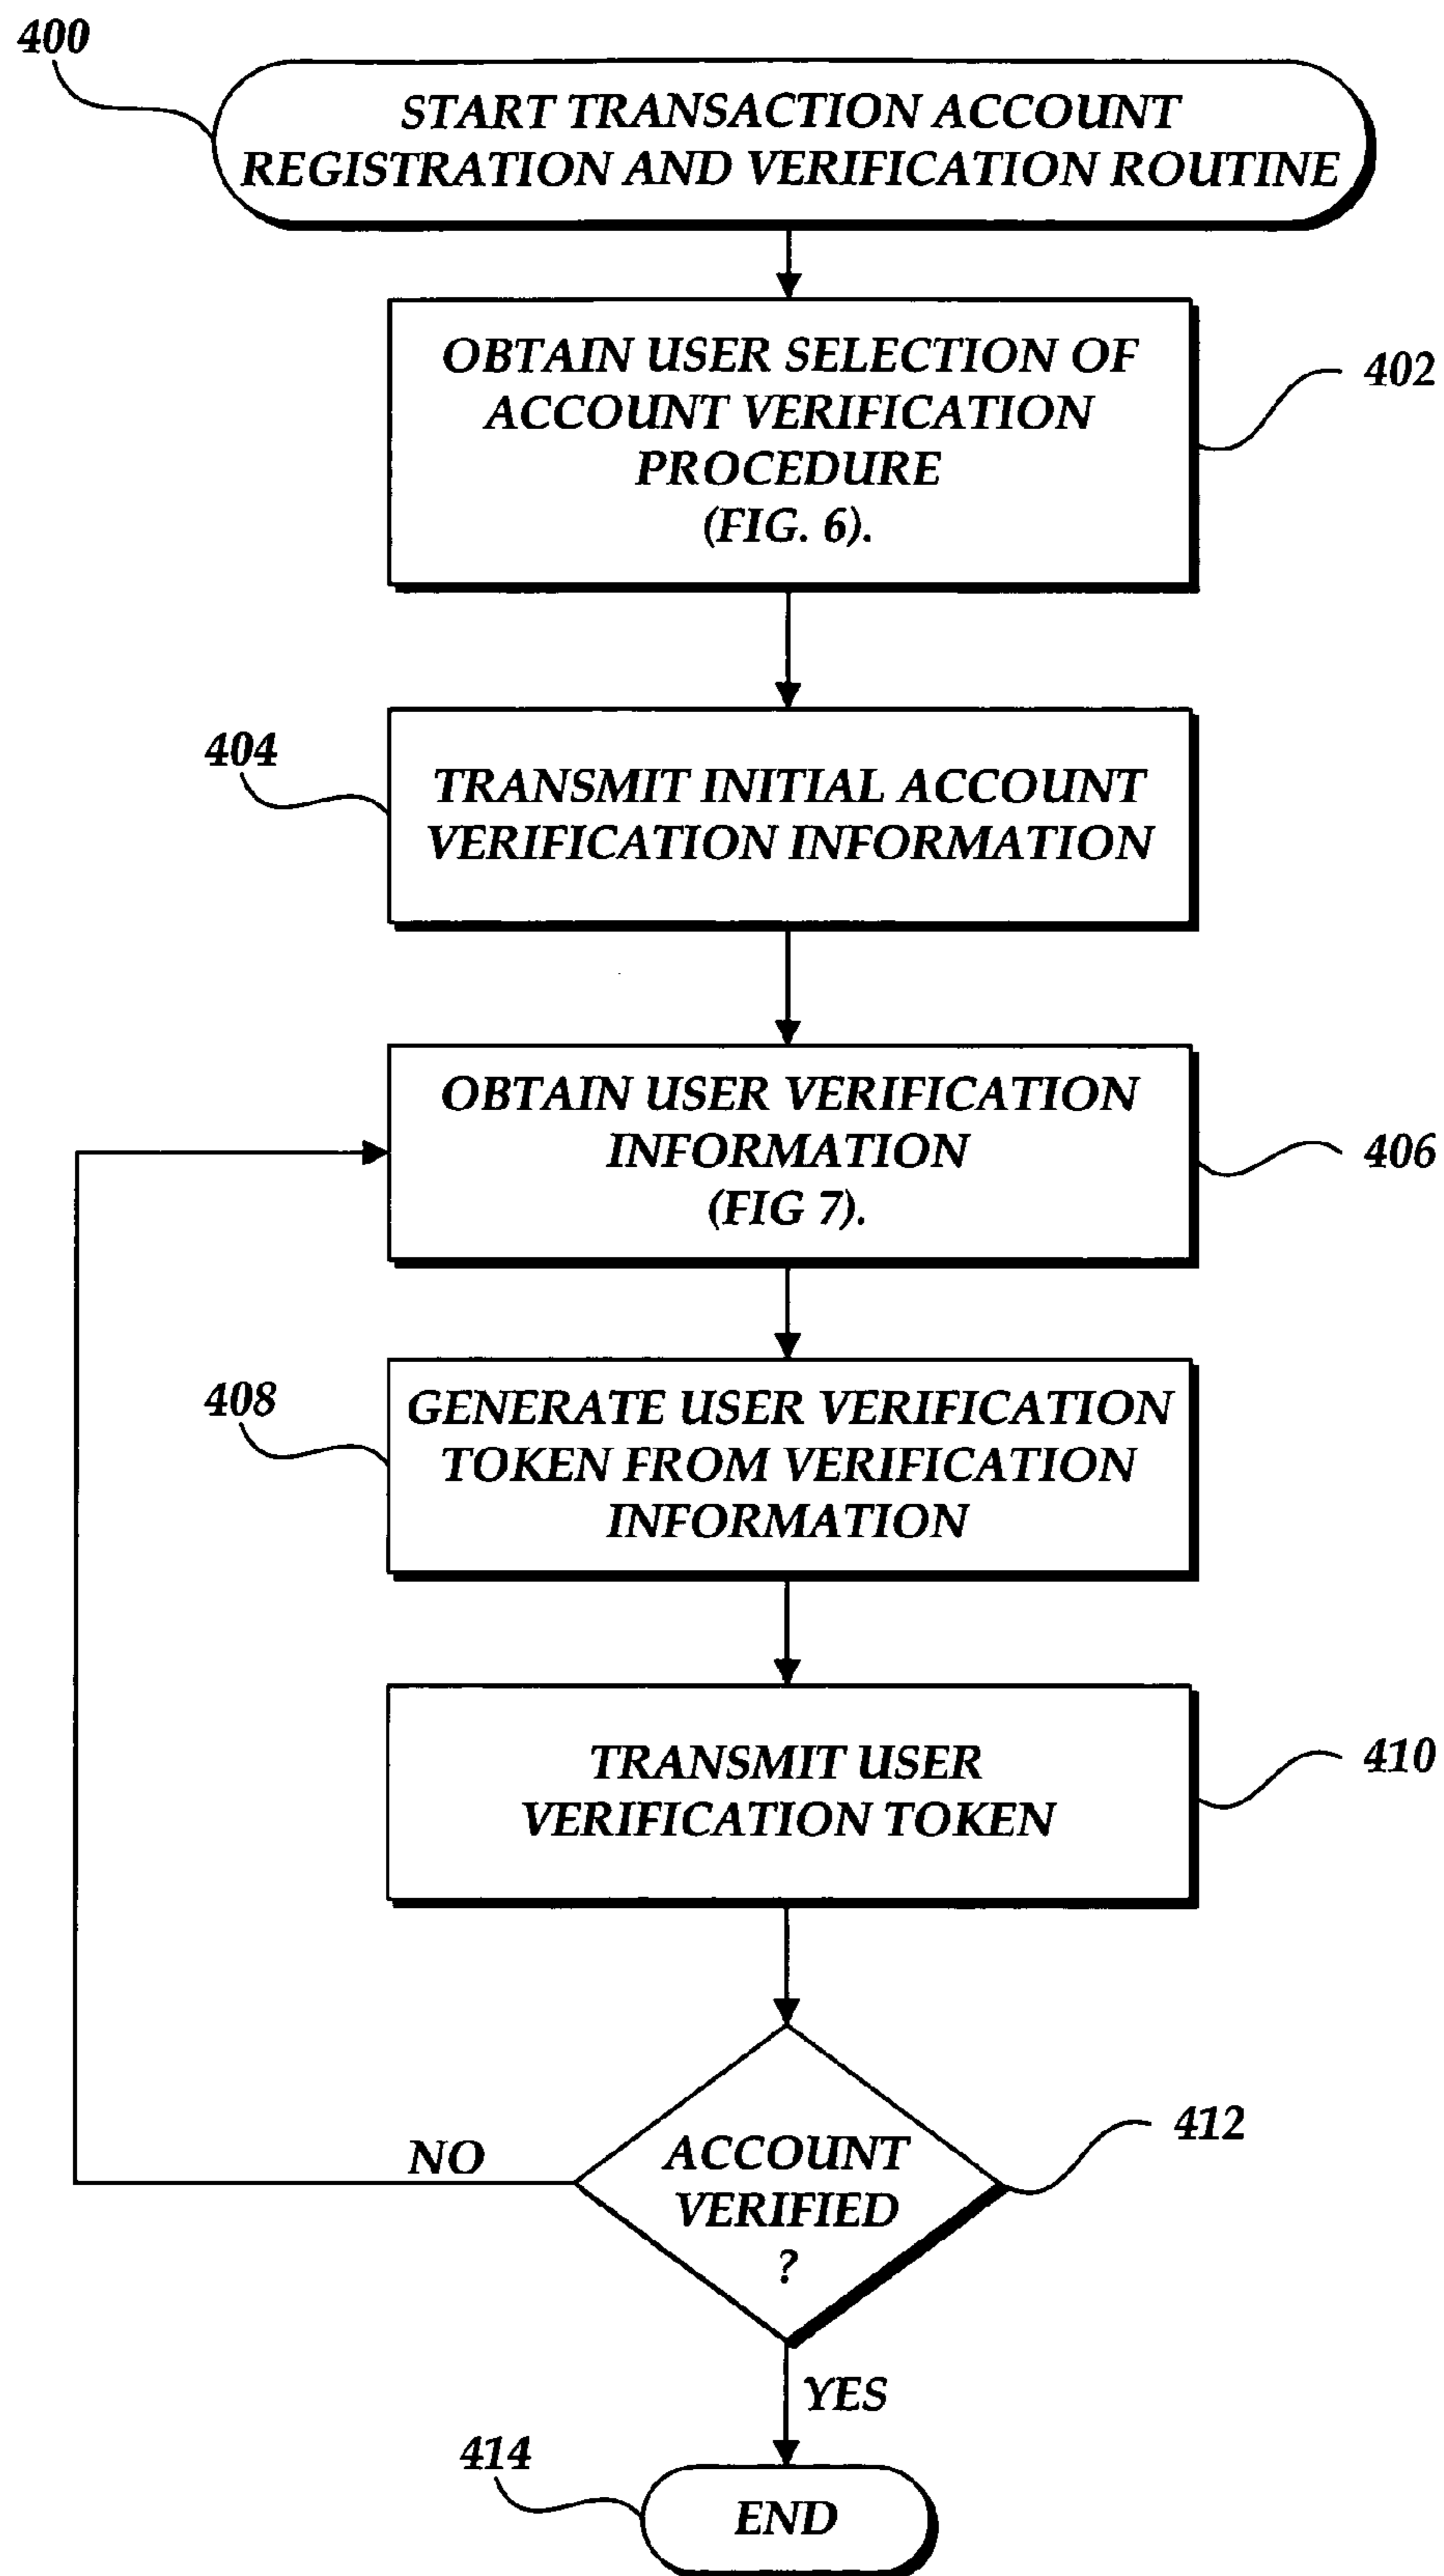 400
START TRANSACTION ACCOUNT
REGISTRATION AND VERIFICATION ROUTINE
OBTAIN USER SELECTION OF
ACCOUNT VERIFICATION
PROCEDURE
(FIG. 6).
402
404
TRANSMIT INITIAL ACCOUNT
VERIFICATION INFORMATION
OBTAIN USER VERIFICATION
INFORMATION
(FIG 7).
406
408
GENERATE USER VERIFICATION
TOKEN FROM VERIFICATION
INFORMATION
TRANSMIT USER
VERIFICATION TOKEN
410
412
NO
ACCOUNT
VERIFIED
?
YES
414
END